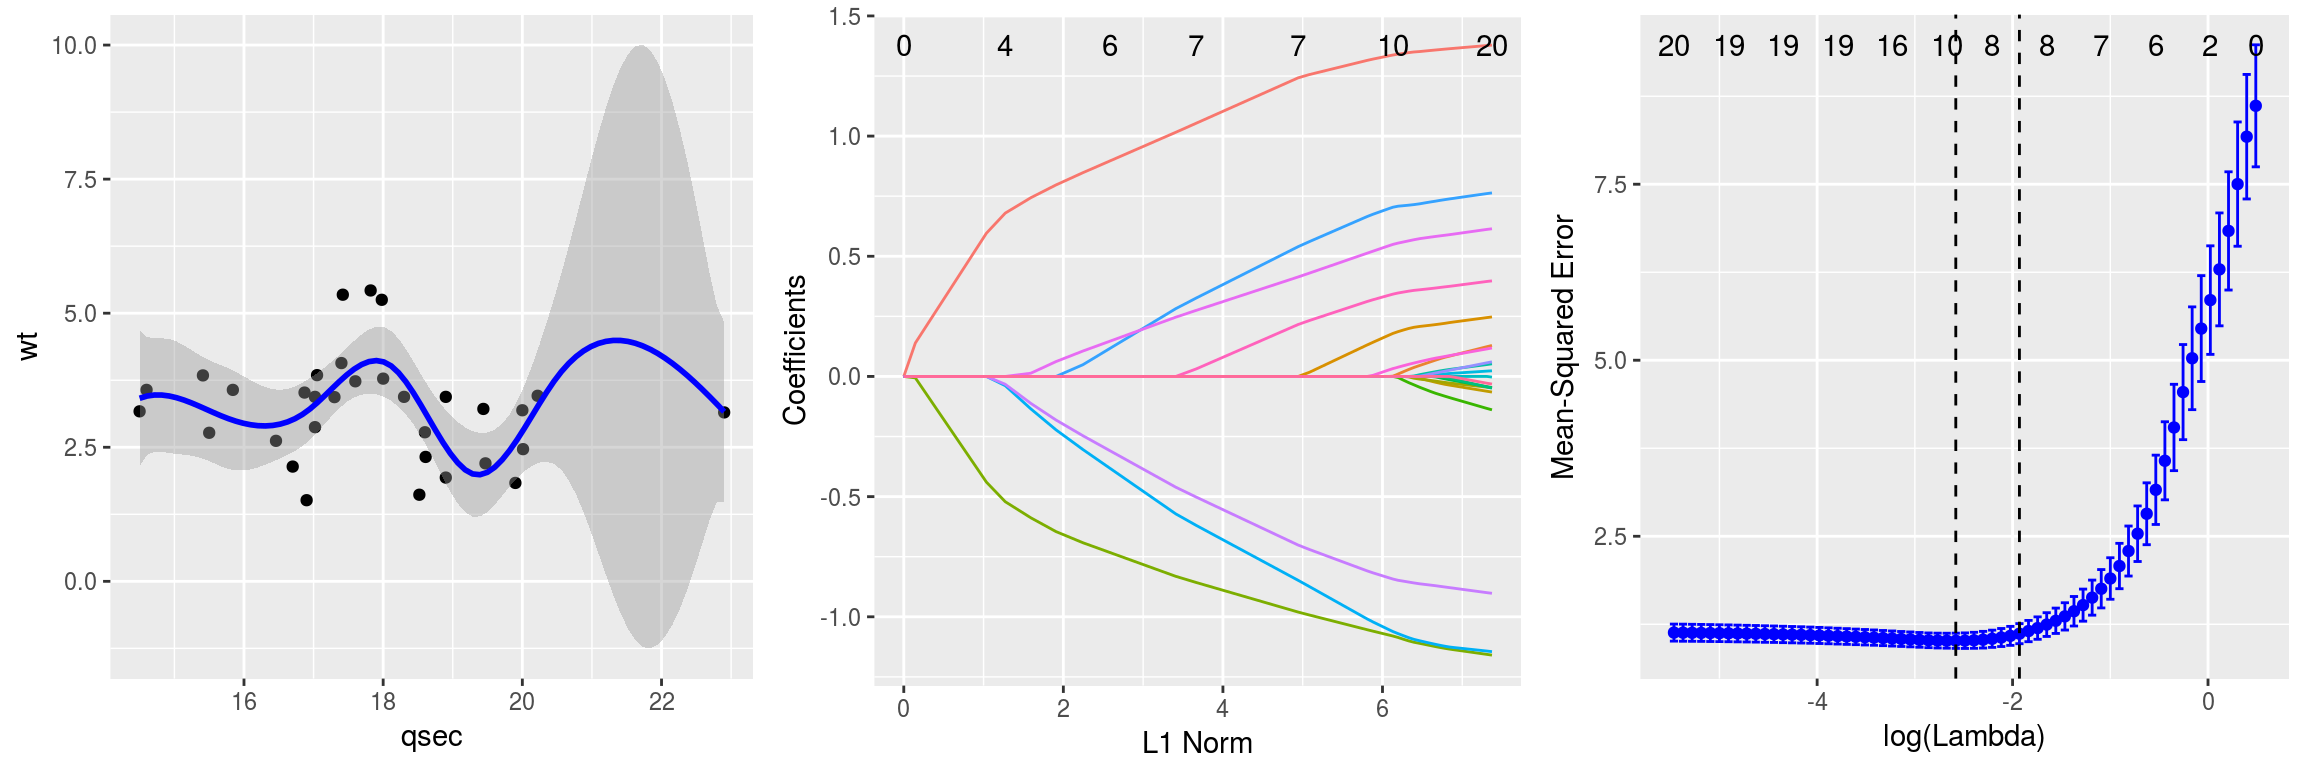 10.0
7.5
5.0
2.5
0.0
wt
16 18 20 22
qsec
0 4 6 7 7 10 20
1.5
1.0
0.5
0.0
-0.5
-1.0
Coefficients
0 2 4 6
L1 Norm
20 19 19 19 16 10 8 8 7 6 2 0
7.5
5.0
2.5
Mean-Squared Error
-4 -2 0
log(Lambda)